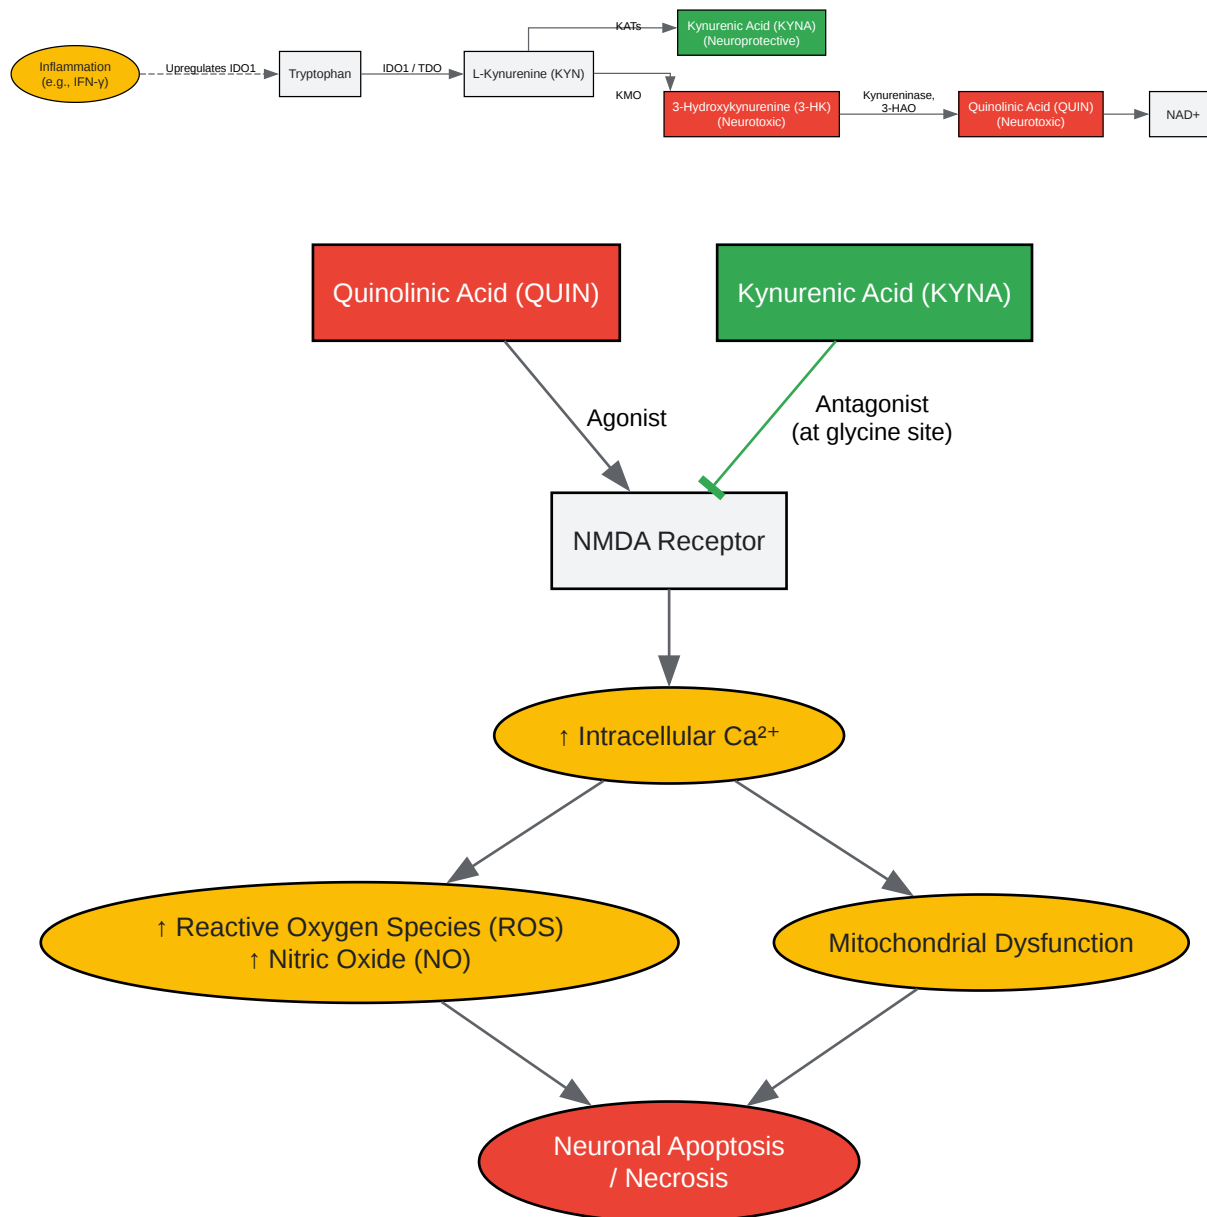 KATs
Kynurenic Acid (KYNA)
(Neuroprotective)
Inflammation
(e.g., IFN-γ)
Upregulates IDO1
Tryptophan
IDO1 / TDO
L-Kynurenine (KYN)
KMO
3-Hydroxykynurenine (3-HK)
(Neurotoxic)
Kynureninase,
3-HAO
Quinolinic Acid (QUIN)
(Neurotoxic)
NAD+
Quinolinic Acid (QUIN)
Kynurenic Acid (KYNA)
Agonist
Antagonist
(at glycine site)
NMDA Receptor
↑ Intracellular Ca²⁺
↑ Reactive Oxygen Species (ROS)
↑ Nitric Oxide (NO)
Mitochondrial Dysfunction
Neuronal Apoptosis
/ Necrosis